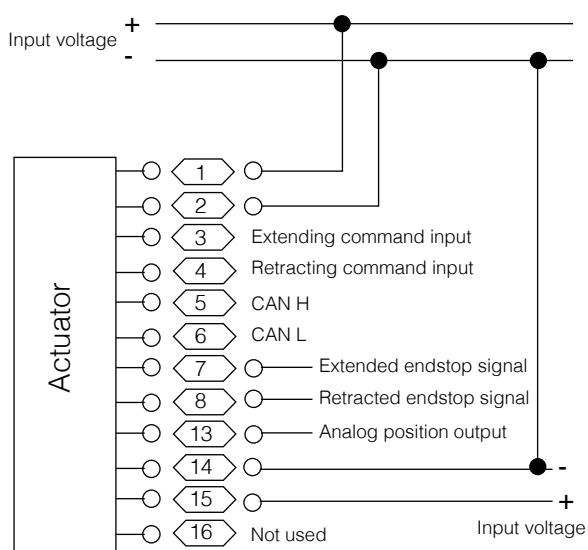 +
Input voltage
-
Actuator
1
2
3 Extending command input
4 Retracting command input
5 CAN H
6 CAN L
7 Extended endstop signal
8 Retracted endstop signal
13 Analog position output
14 -
15 +
Input voltage
16 Not used